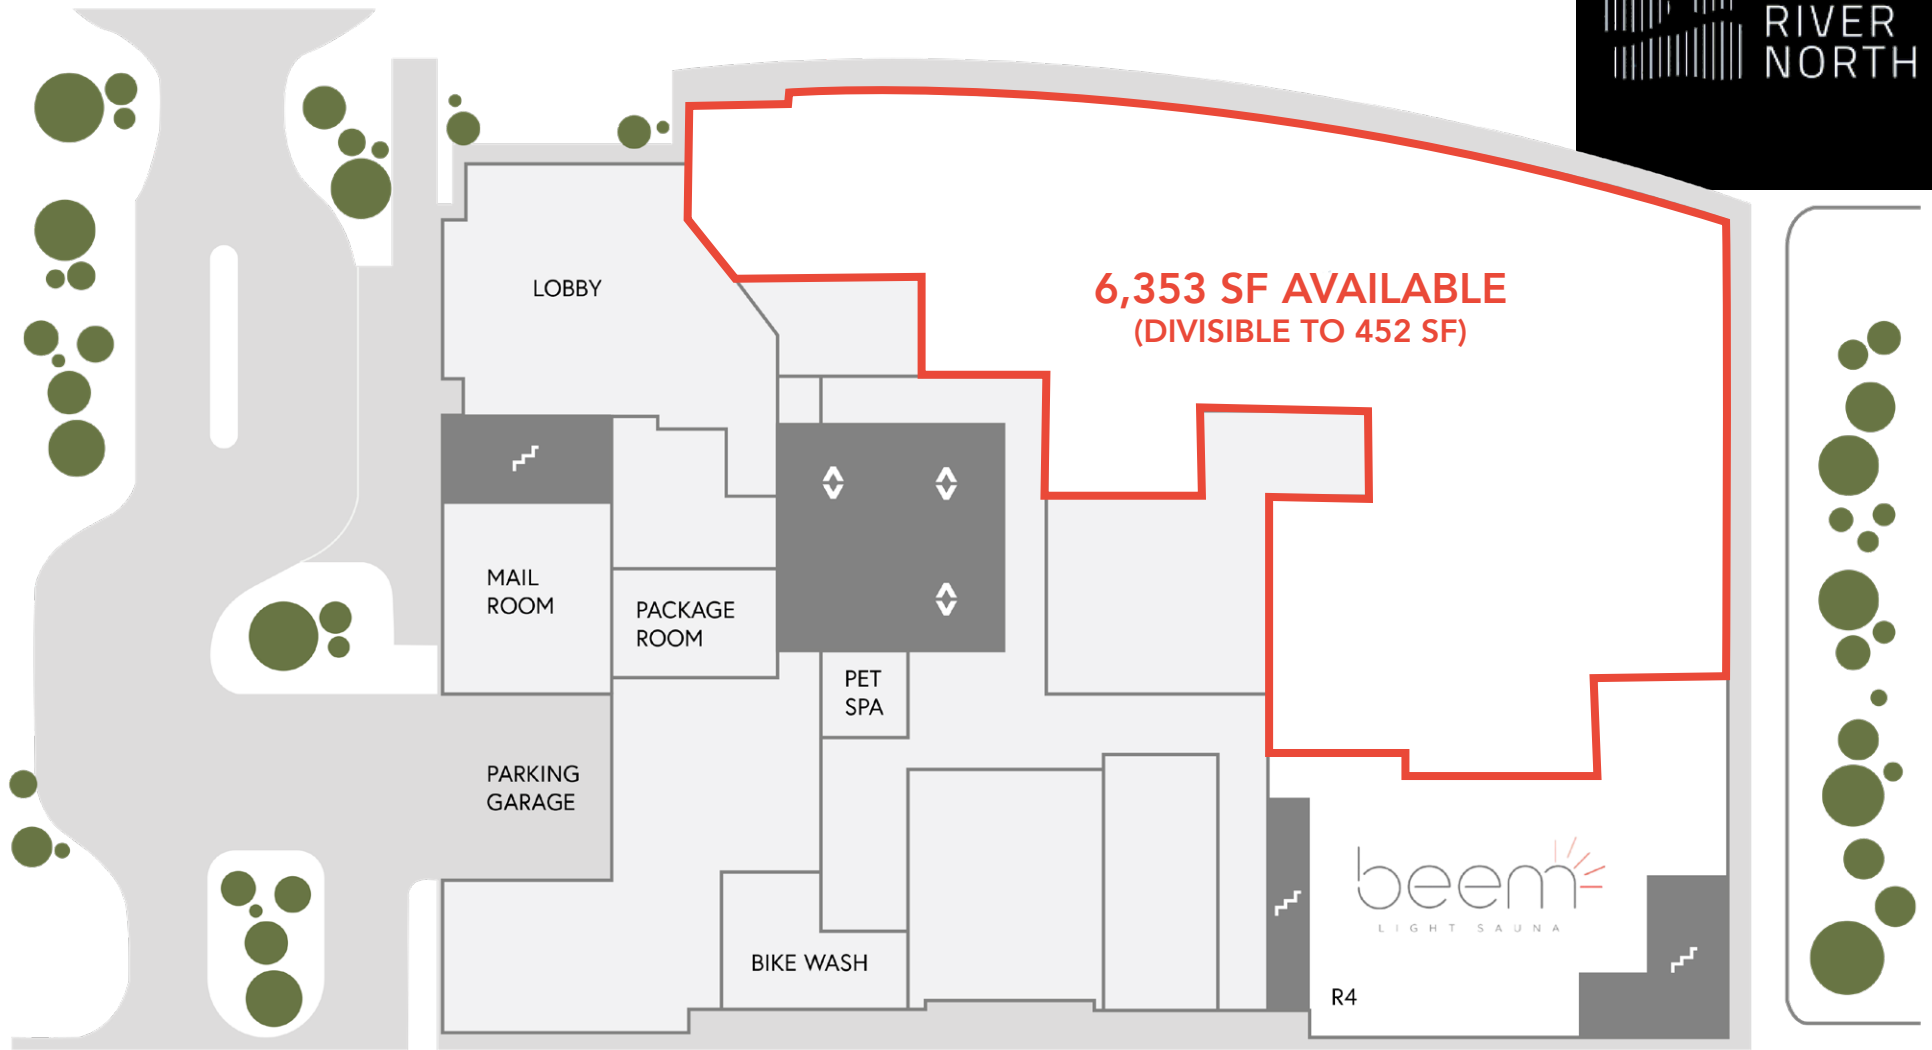 RIVER
NORTH
6,353 SF AVAILABLE
(DIVISIBLE TO 452 SF)
LOBBY
MAIL
ROOM
PACKAGE
ROOM
PET
SPA
PARKING
GARAGE
beem
LIGHT SAUNA
BIKE WASH
R4